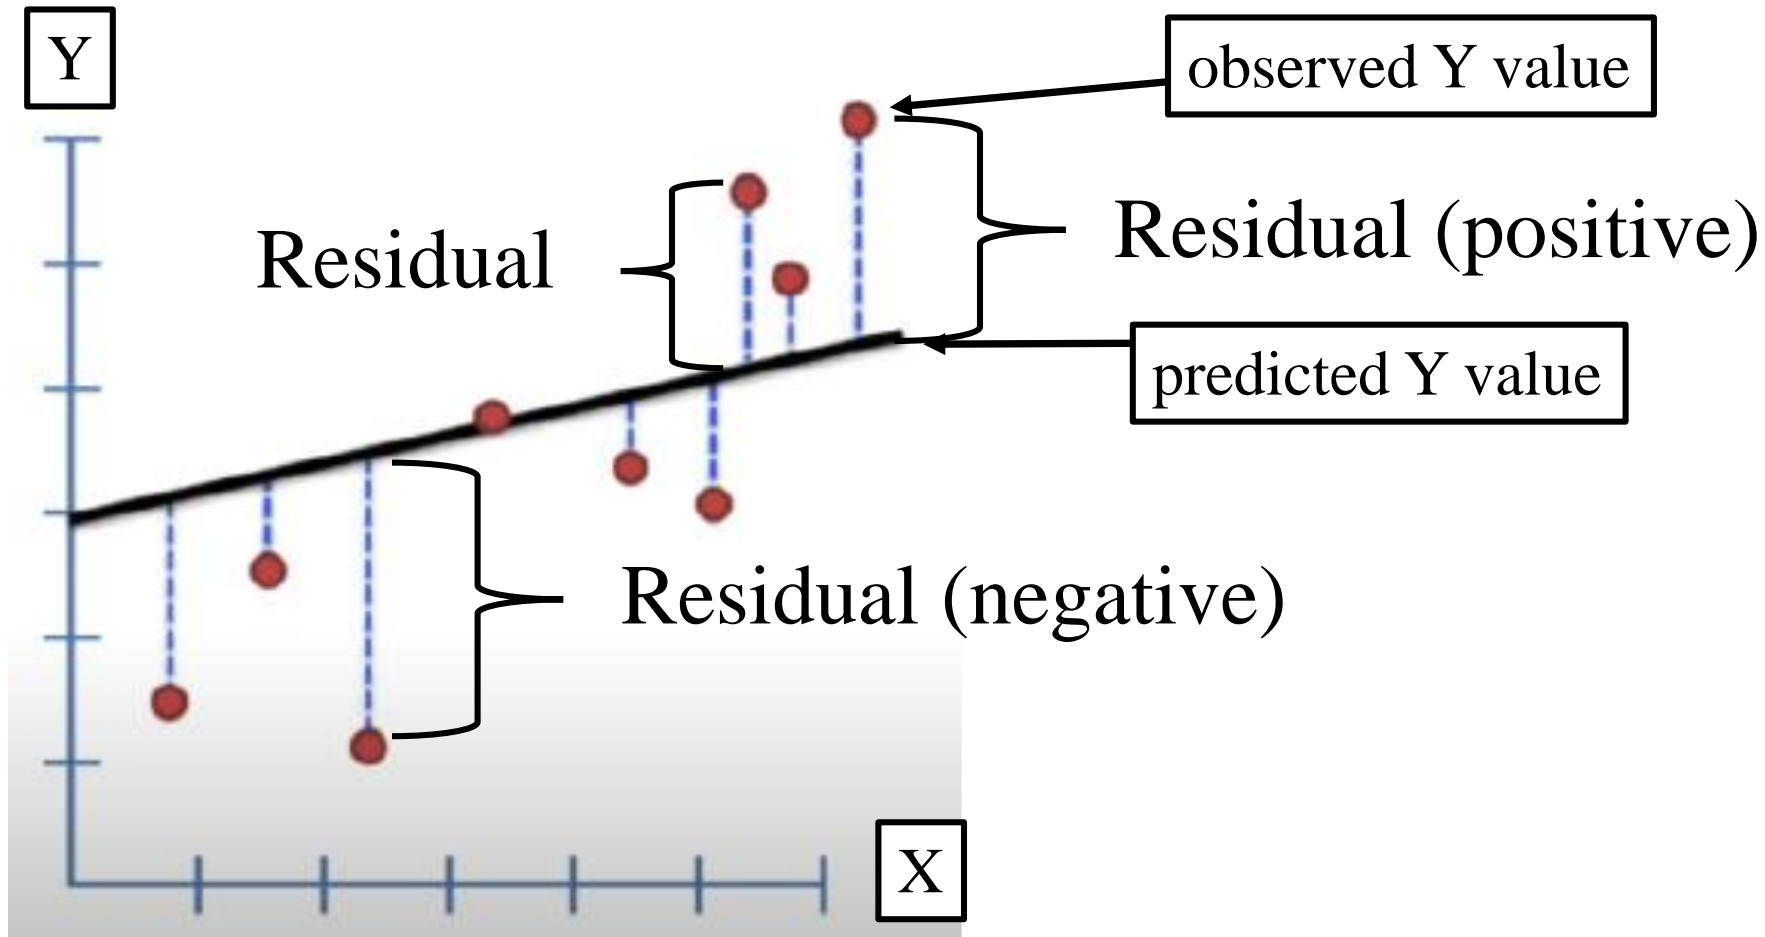 Y
observed Y value
Residual
Residual (positive)
predicted Y value
Residual (negative)
X